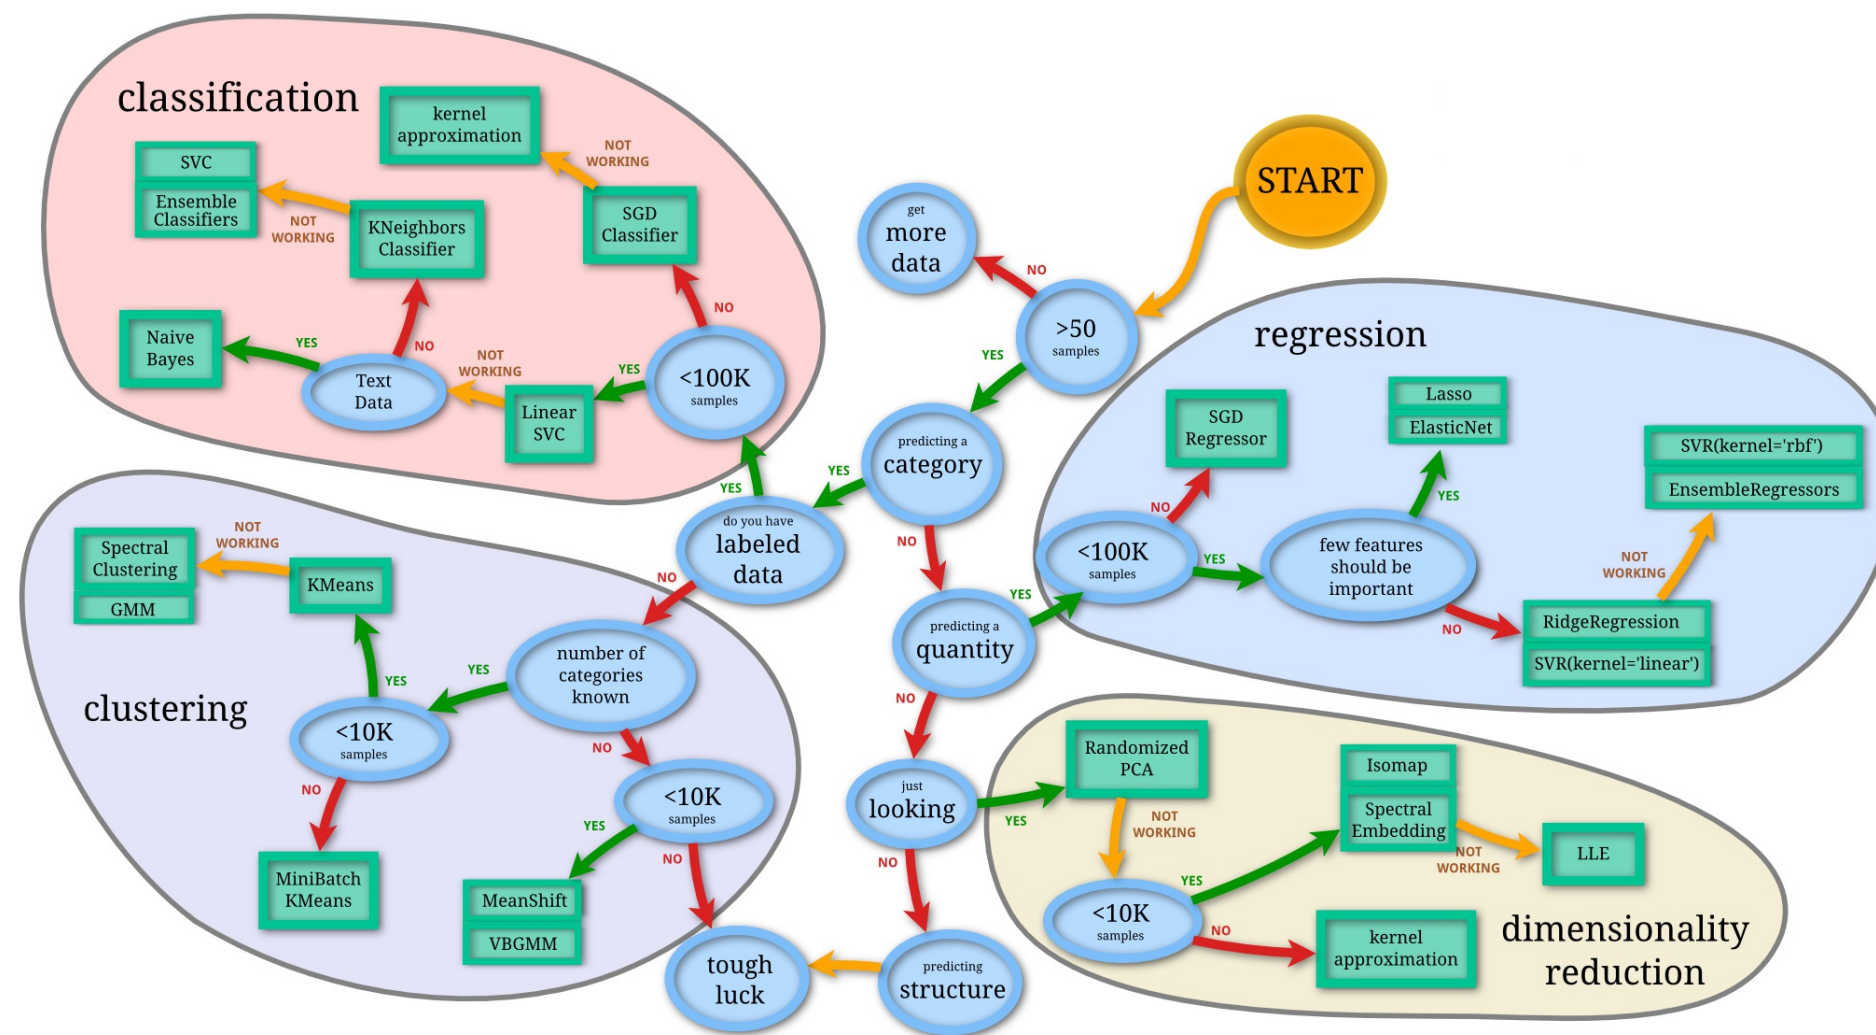 classification
kernel
approximation
NOT
WORKING
SVC
Ensemble
Classifiers
NOT
WORKING
KNeighbors
Classifier
SGD
Classifier
NO
Naive
Bayes
YES
NO
Text
Data
NOT
WORKING
Linear
SVC
YES
<100K
samples
START
get
more
data
NO
>50
samples
YES
predicting a
category
YES
NO
YES
do you have
labeled
data
NO
regression
SGD
Regressor
Lasso
ElasticNet
SVR(kernel='rbf')
EnsembleRegressors
NO
YES
<100K
samples
YES
few features
should be
important
NOT
WORKING
NO
RidgeRegression
SVR(kernel='linear')
YES
predicting a
quantity
NO
clustering
Spectral
Clustering
GMM
NOT
WORKING
KMeans
YES
number of
categories
known
YES
NO
<10K
samples
NO
MiniBatch
KMeans
<10K
samples
YES
NO
MeanShift
VBGMM
tough
luck
just
looking
YES
NO
predicting
structure
Randomized
PCA
NOT
WORKING
Isomap
Spectral
Embedding
NOT
WORKING
LLE
YES
<10K
samples
NO
kernel
approximation
dimensionality
reduction